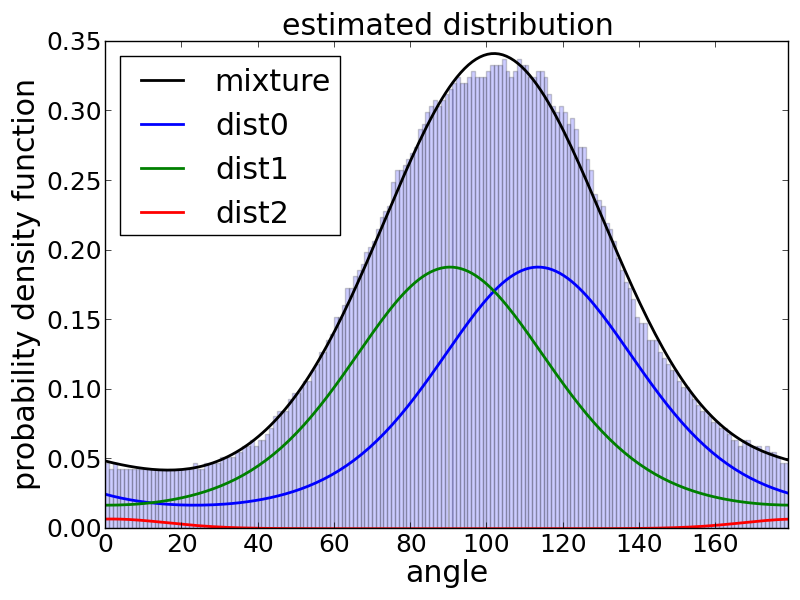 estimated distribution
probability density function
0.35
0.30
0.25
0.20
0.15
0.10
0.05
0.00
mixture
dist0
dist1
dist2
0 20 40 60 80 100 120 140 160
angle